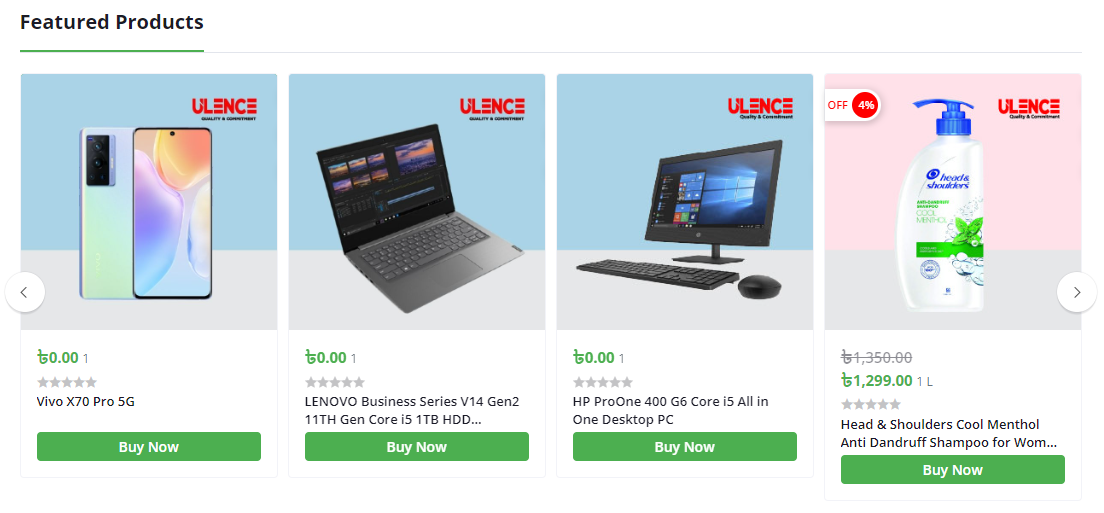 Featured Products
ULENCE
QUALITY & COMMITMENT
৳0.00 1
Vivo X70 Pro 5G
Buy Now
ULENCE
QUALITY & COMMITMENT
৳0.00 1
LENOVO Business Series V14 Gen2
11TH Gen Core i5 1TB HDD...
Buy Now
ULENCE
Quality & Commitment
৳0.00 1
HP ProOne 400 G6 Core i5 All in
One Desktop PC
Buy Now
OFF 4%
ULENCE
Quality & Commitment
head&
shoulders
ANTI-DANDRUFF
SHAMPOO
COOL
MENTHOL
৳1,350.00
৳1,299.00 1 L
Head & Shoulders Cool Menthol
Anti Dandruff Shampoo for Wom...
Buy Now